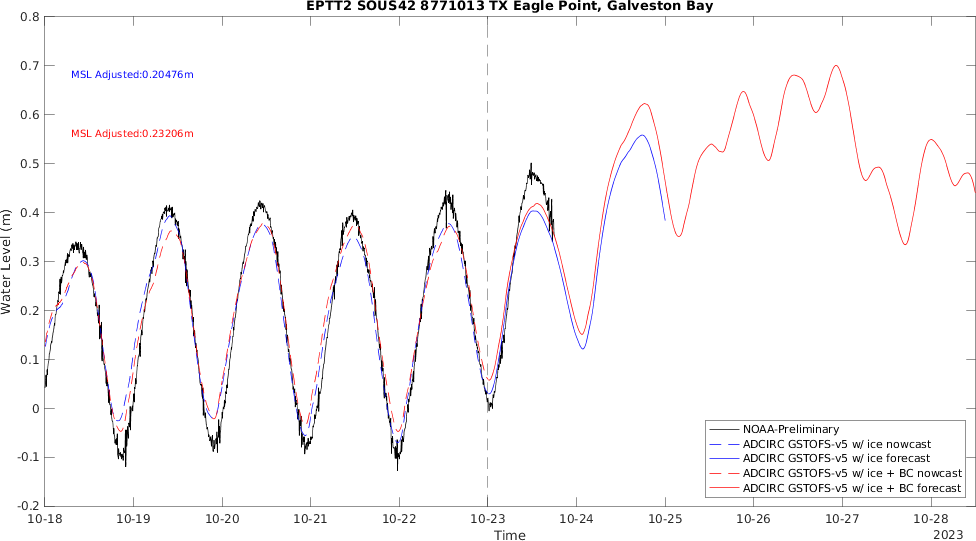 EPTT2 SOUS42 8771013 TX Eagle Point, Galveston Bay
0.8
0.7
0.6
0.5
0.4
0.3
0.2
0.1
0
-0.1
-0.2
Water Level (m)
MSL Adjusted:0.20476m
MSL Adjusted:0.23206m
NOAA-Preliminary
ADCIRC GSTOFS-v5 w/ ice nowcast
ADCIRC GSTOFS-v5 w/ ice forecast
ADCIRC GSTOFS-v5 w/ ice + BC nowcast
ADCIRC GSTOFS-v5 w/ ice + BC forecast
10-18 10-19 10-20 10-21 10-22 10-23 10-24 10-25 10-26 10-27 10-28
Time
2023